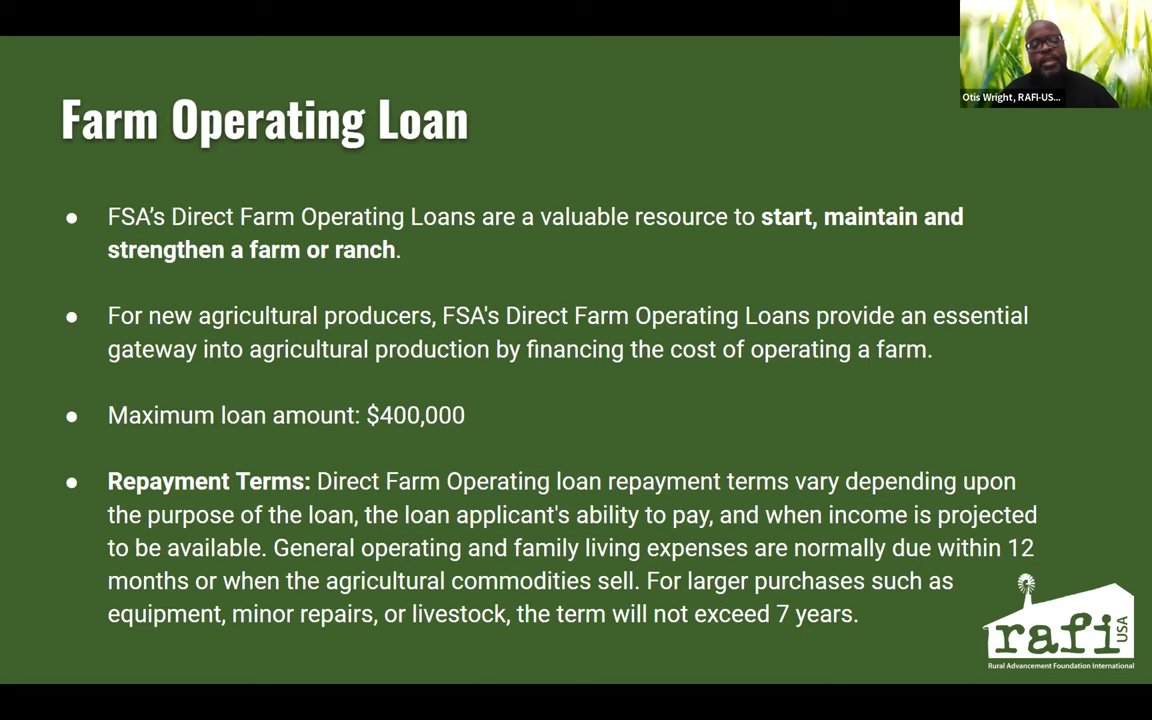 Otis Wright, RAFI-US...
Farm Operating Loan
● FSA’s Direct Farm Operating Loans are a valuable resource to start, maintain and
strengthen a farm or ranch.
● For new agricultural producers, FSA's Direct Farm Operating Loans provide an essential
gateway into agricultural production by financing the cost of operating a farm.
● Maximum loan amount: $400,000
● Repayment Terms: Direct Farm Operating loan repayment terms vary depending upon
the purpose of the loan, the loan applicant's ability to pay, and when income is projected
to be available. General operating and family living expenses are normally due within 12
months or when the agricultural commodities sell. For larger purchases such as
equipment, minor repairs, or livestock, the term will not exceed 7 years.
rafi USA
Rural Advancement Foundation International